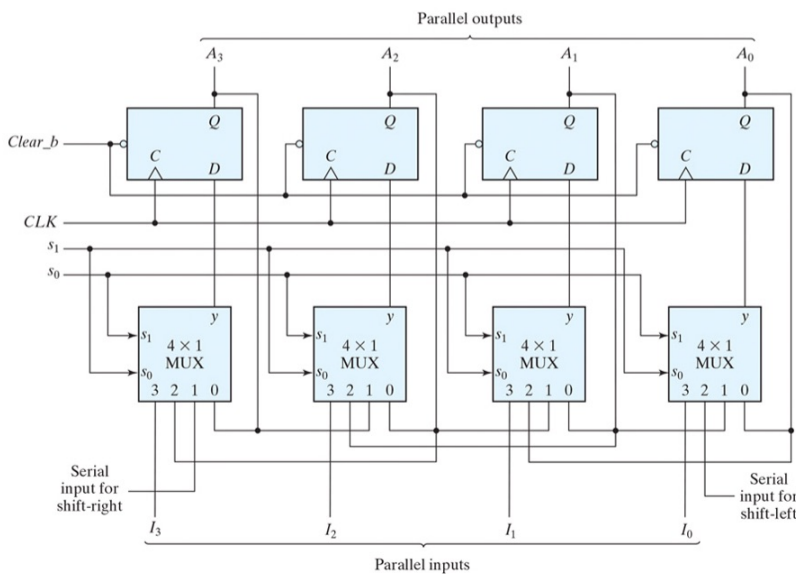 Parallel outputs
A3 A2 A1 A0
Q Q Q Q
Clear_b
C D C D C D C D
CLK
s1
s0
y y y y
s1 s1 s1 s1
4 × 1 4 × 1 4 × 1 4 × 1
MUX MUX MUX MUX
s0 s0 s0 s0
3 2 1 0 3 2 1 0 3 2 1 0 3 2 1 0
Serial
input for
shift-right
Serial
input for
shift-left
I3 I2 I1 I0
Parallel inputs